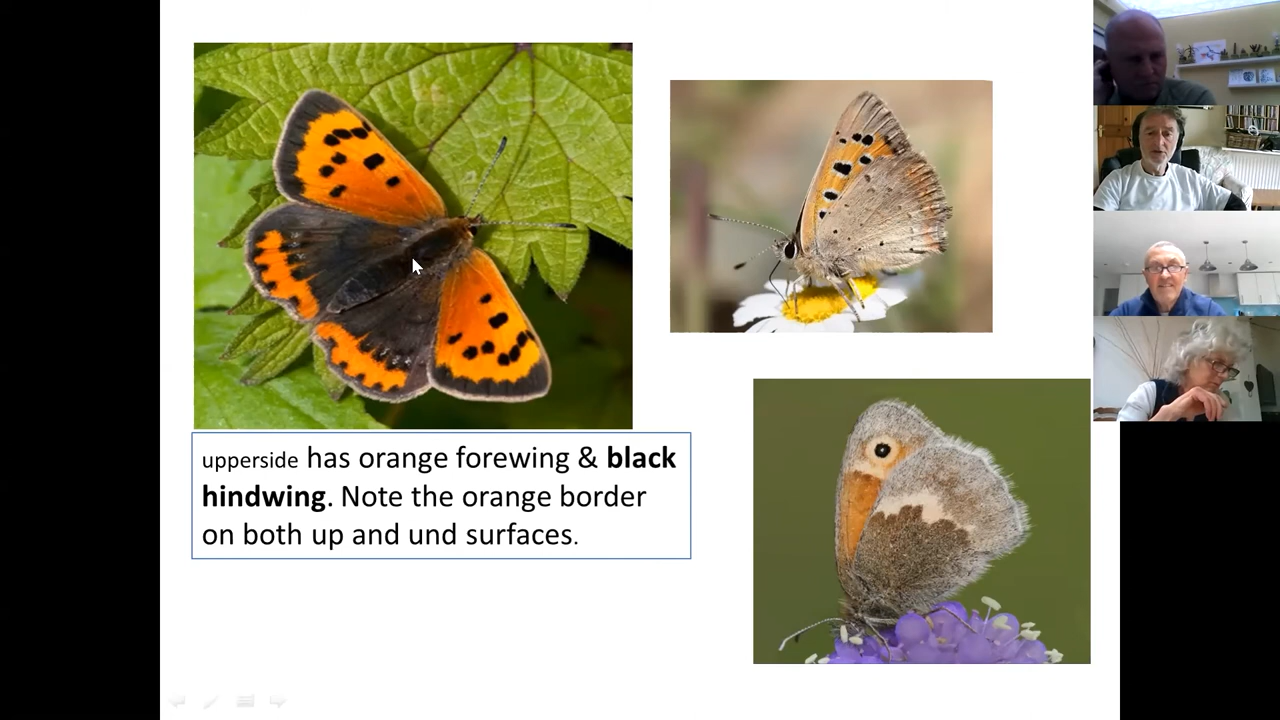 upperside has orange forewing & black
hindwing. Note the orange border
on both up and und surfaces.